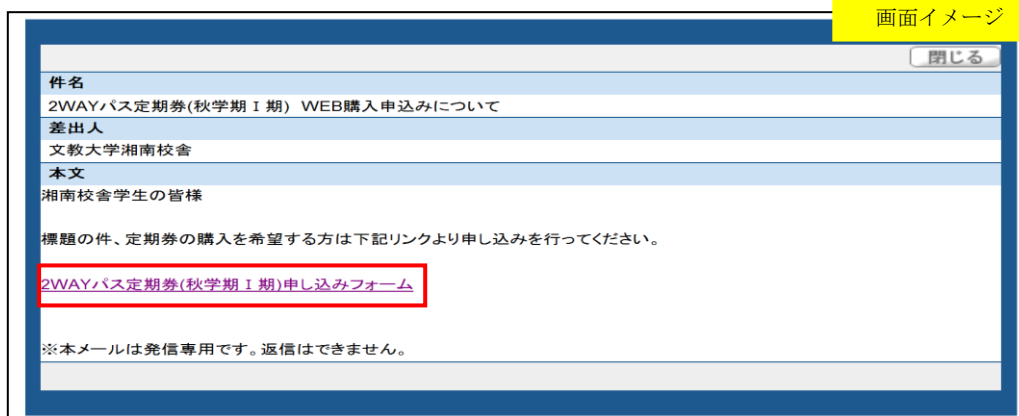 画面イメージ
閉じる
件名
2WAYパス定期券(秋学期Ⅰ期) WEB購入申込みについて
差出人
文教大学湘南校舎
本文
湘南校舎学生の皆様
標題の件、定期券の購入を希望する方は下記リンクより申し込みを行ってください。
2WAYパス定期券(秋学期Ⅰ期)申し込みフォーム
※本メールは発信専用です。返信はできません。